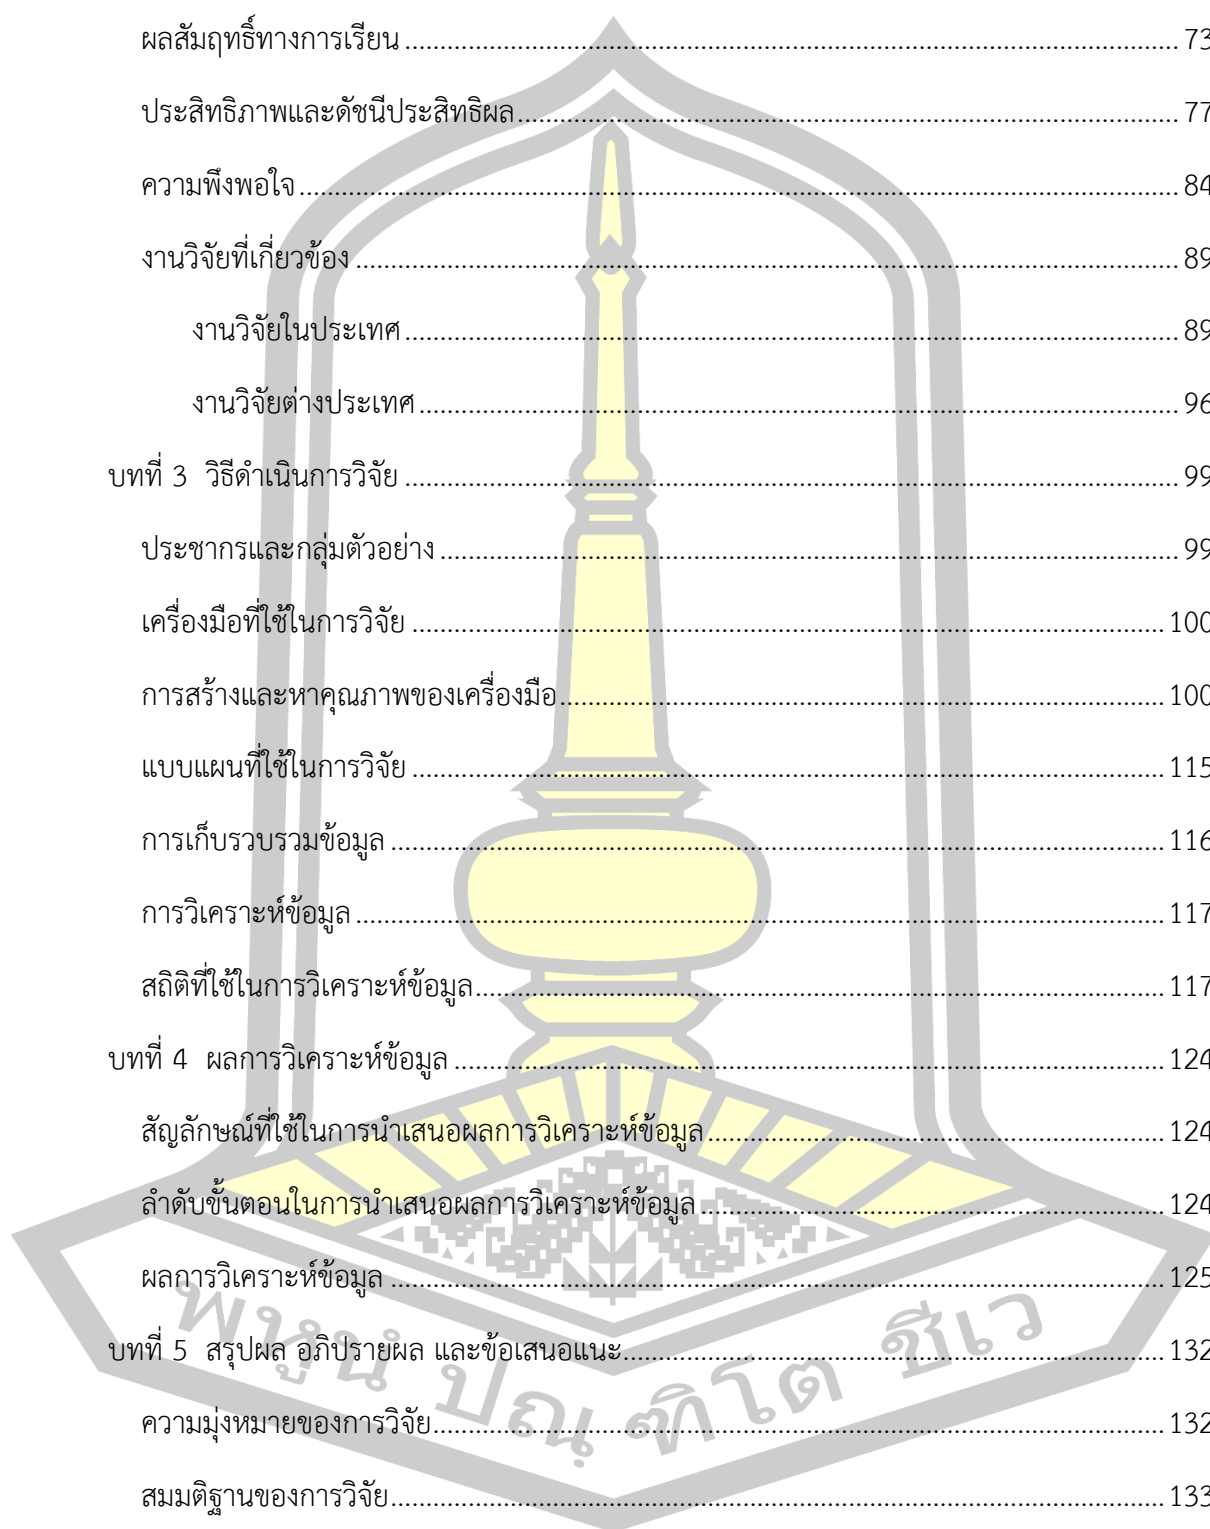 ผลสัมฤทธิ์ทางการเรียน ........ 73
ประสิทธิภาพและดัชนีประสิทธิผล ........ 77
ความพึงพอใจ ........ 84
งานวิจัยที่เกี่ยวข้อง ........ 89
งานวิจัยในประเทศ ........ 89
งานวิจัยต่างประเทศ ........ 96
บทที่ 3 วิธีดำเนินการวิจัย ........ 99
ประชากรและกลุ่มตัวอย่าง ........ 99
เครื่องมือที่ใช้ในการวิจัย ........ 100
การสร้างและหาคุณภาพของเครื่องมือ ........ 100
แบบแผนที่ใช้ในการวิจัย ........ 115
การเก็บรวบรวมข้อมูล ........ 116
การวิเคราะห์ข้อมูล ........ 117
สถิติที่ใช้ในการวิเคราะห์ข้อมูล ........ 117
บทที่ 4 ผลการวิเคราะห์ข้อมูล ........ 124
สัญลักษณ์ที่ใช้ในการนำเสนอผลการวิเคราะห์ข้อมูล ........ 124
ลำดับขั้นตอนในการนำเสนอผลการวิเคราะห์ข้อมูล ........ 124
ผลการวิเคราะห์ข้อมูล ........ 125
บทที่ 5 สรุปผล อภิปรายผล และข้อเสนอแนะ ........ 132
ความมุ่งหมายของการวิจัย ........ 132
สมมติฐานของการวิจัย ........ 133
พหูนํ ปณฺฑิโต ชีเว